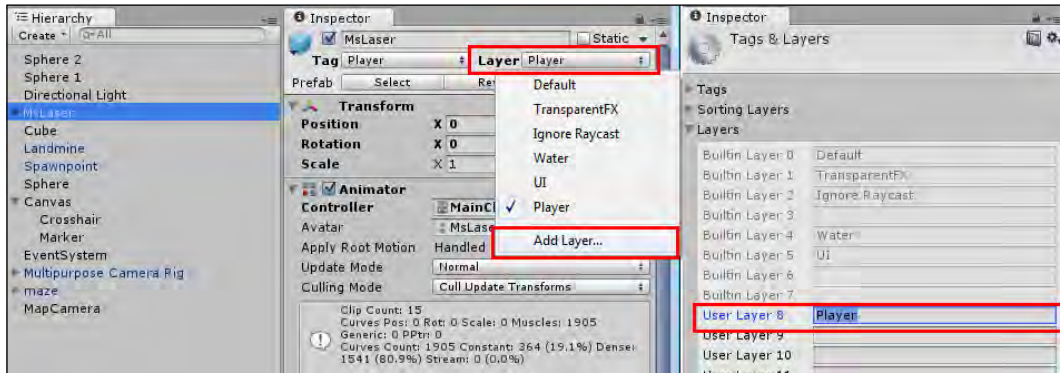 Hierarchy
Create
Q▾All
Sphere 2
Sphere 1
Directional Light
MsLaser
Cube
Landmine
Spawnpoint
Sphere
Canvas
Crosshair
Marker
EventSystem
Multipurpose Camera Rig
maze
MapCamera
Inspector
MsLaser
Static
Tag Player
Layer Player
Prefab Select Re
Default
TransparentFX
Ignore Raycast
Water
UI
Player
Add Layer...
Transform
Position X 0
Rotation X 0
Scale X 1
Animator
Controller MainC
Avatar MsLase
Apply Root Motion Handled
Update Mode Normal
Culling Mode Cull Update Transforms
Clip Count: 15
Curves Pos: 0 Rot: 0 Scale: 0 Muscles: 1905
Generic: 0 PPtr: 0
Curves Count: 1905 Constant: 364 (19.1%) Dense:
1541 (80.9%) Stream: 0 (0.0%)
Inspector
Tags & Layers
Tags
Sorting Layers
Layers
Builtin Layer 0 Default
Builtin Layer 1 TransparentFX
Builtin Layer 2 Ignore Raycast
Builtin Layer 3
Builtin Layer 4 Water
Builtin Layer 5 UI
Builtin Layer 6
Builtin Layer 7
User Layer 8 Player
User Layer 9
User Layer 10